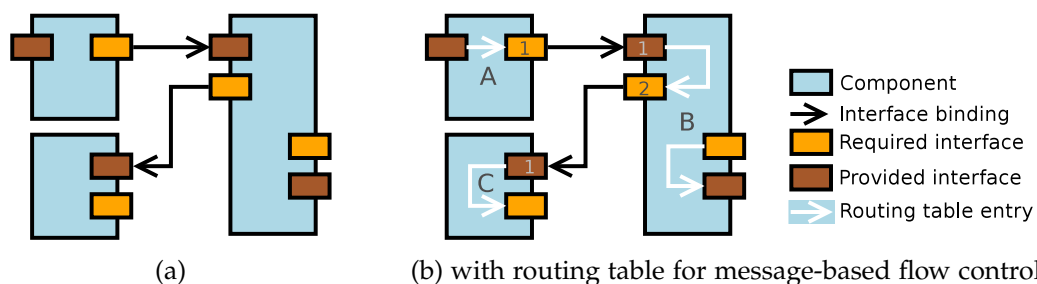 1
1
A
2
B
1
C
Component
Interface binding
Required interface
Provided interface
Routing table entry
(a)
(b) with routing table for message-based flow control